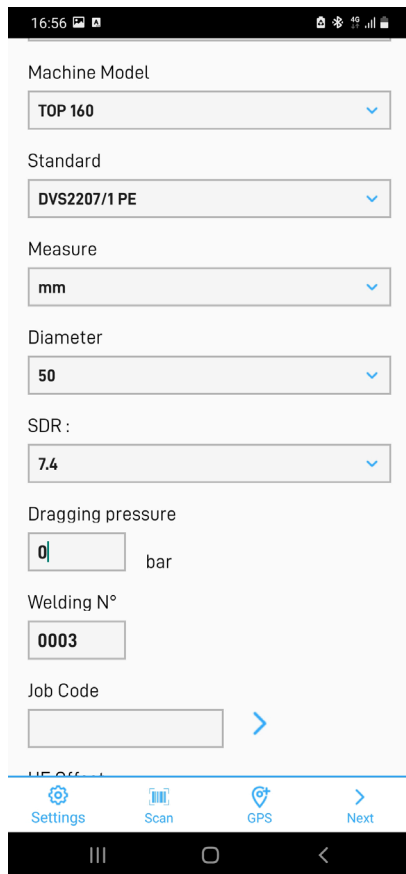 16:56
4G
Machine Model
TOP 160
Standard
DVS2207/1 PE
Measure
mm
Diameter
50
SDR :
7.4
Dragging pressure
0
bar
Welding N°
0003
Job Code
Settings Scan GPS Next